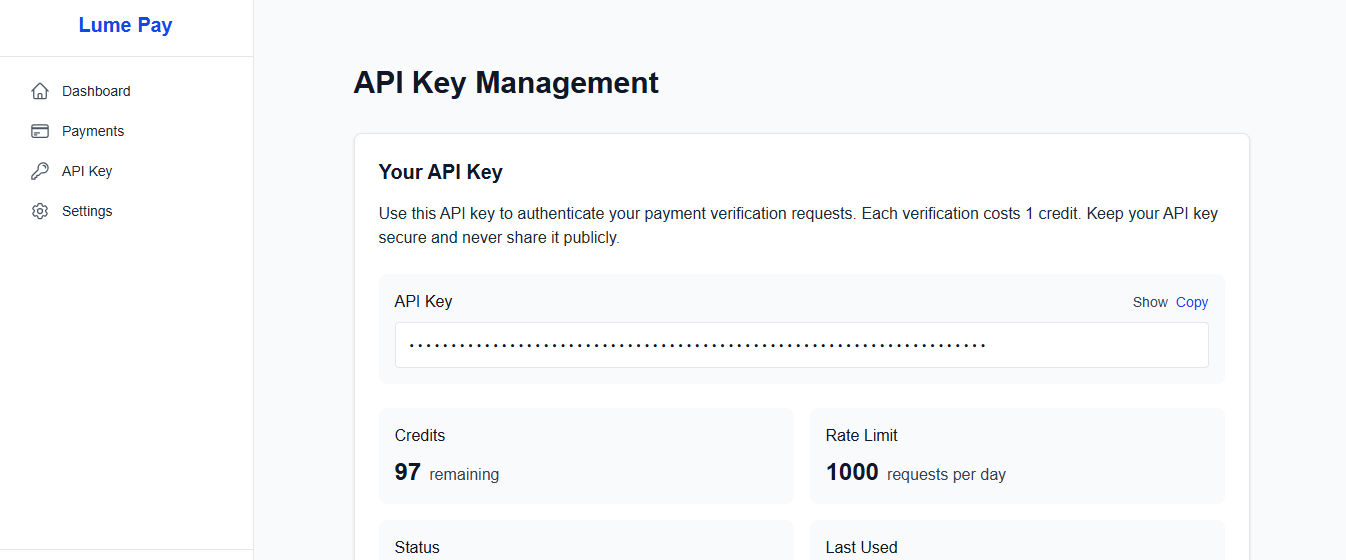 Lume Pay
Dashboard
Payments
API Key
Settings
API Key Management
Your API Key
Use this API key to authenticate your payment verification requests. Each verification costs 1 credit. Keep your API key
secure and never share it publicly.
API Key
Show Copy
Credits
97 remaining
Rate Limit
1000 requests per day
Status
Last Used